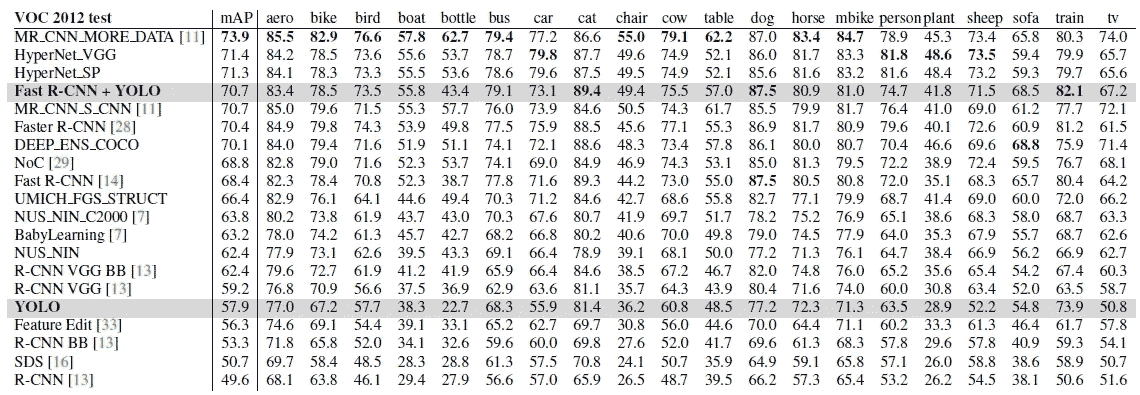 VOC 2012 test mAP aero bike bird boat bottle bus car cat chair cow table dog horse mbike person plant sheep sofa train tv
MR_CNN_MORE_DATA [11] 73.9 85.5 82.9 76.6 57.8 62.7 79.4 77.2 86.6 55.0 79.1 62.2 87.0 83.4 84.7 78.9 45.3 73.4 65.8 80.3 74.0
HyperNet_VGG 71.4 84.2 78.5 73.6 55.6 53.7 78.7 79.8 87.7 49.6 74.9 52.1 86.0 81.7 83.3 81.8 48.6 73.5 59.4 79.9 65.7
HyperNet_SP 71.3 84.1 78.3 73.3 55.5 53.6 78.6 79.6 87.5 49.5 74.9 52.1 85.6 81.6 83.2 81.6 48.4 73.2 59.3 79.7 65.6
Fast R-CNN + YOLO 70.7 83.4 78.5 73.5 55.8 43.4 79.1 73.1 89.4 49.4 75.5 57.0 87.5 80.9 81.0 74.7 41.8 71.5 68.5 82.1 67.2
MR_CNN_S_CNN [11] 70.7 85.0 79.6 71.5 55.3 57.7 76.0 73.9 84.6 50.5 74.3 61.7 85.5 79.9 81.7 76.4 41.0 69.0 61.2 77.7 72.1
Faster R-CNN [28] 70.4 84.9 79.8 74.3 53.9 49.8 77.5 75.9 88.5 45.6 77.1 55.3 86.9 81.7 80.9 79.6 40.1 72.6 60.9 81.2 61.5
DEEP_ENS_COCO 70.1 84.0 79.4 71.6 51.9 51.1 74.1 72.1 88.6 48.3 73.4 57.8 86.1 80.0 80.7 70.4 46.6 69.6 68.8 75.9 71.4
NoC [29] 68.8 82.8 79.0 71.6 52.3 53.7 74.1 69.0 84.9 46.9 74.3 53.1 85.0 81.3 79.5 72.2 38.9 72.4 59.5 76.7 68.1
Fast R-CNN [14] 68.4 82.3 78.4 70.8 52.3 38.7 77.8 71.6 89.3 44.2 73.0 55.0 87.5 80.5 80.8 72.0 35.1 68.3 65.7 80.4 64.2
UMICH_FGS_STRUCT 66.4 82.9 76.1 64.1 44.6 49.4 70.3 71.2 84.6 42.7 68.6 55.8 82.7 77.1 79.9 68.7 41.4 69.0 60.0 72.0 66.2
NUS_NIN_C2000 [7] 63.8 80.2 73.8 61.9 43.7 43.0 70.3 67.6 80.7 41.9 69.7 51.7 78.2 75.2 76.9 65.1 38.6 68.3 58.0 68.7 63.3
BabyLearning [7] 63.2 78.0 74.2 61.3 45.7 42.7 68.2 66.8 80.2 40.6 70.0 49.8 79.0 74.5 77.9 64.0 35.3 67.9 55.7 68.7 62.6
NUS_NIN 62.4 77.9 73.1 62.6 39.5 43.3 69.1 66.4 78.9 39.1 68.1 50.0 77.2 71.3 76.1 64.7 38.4 66.9 56.2 66.9 62.7
R-CNN VGG BB [13] 62.4 79.6 72.7 61.9 41.2 41.9 65.9 66.4 84.6 38.5 67.2 46.7 82.0 74.8 76.0 65.2 35.6 65.4 54.2 67.4 60.3
R-CNN VGG [13] 59.2 76.8 70.9 56.6 37.5 36.9 62.9 63.6 81.1 35.7 64.3 43.9 80.4 71.6 74.0 60.0 30.8 63.4 52.0 63.5 58.7
YOLO 57.9 77.0 67.2 57.7 38.3 22.7 68.3 55.9 81.4 36.2 60.8 48.5 77.2 72.3 71.3 63.5 28.9 52.2 54.8 73.9 50.8
Feature Edit [33] 56.3 74.6 69.1 54.4 39.1 33.1 65.2 62.7 69.7 30.8 56.0 44.6 70.0 64.4 71.1 60.2 33.3 61.3 46.4 61.7 57.8
R-CNN BB [13] 53.3 71.8 65.8 52.0 34.1 32.6 59.6 60.0 69.8 27.6 52.0 41.7 69.6 61.3 68.3 57.8 29.6 57.8 40.9 59.3 54.1
SDS [16] 50.7 69.7 58.4 48.5 28.3 28.8 61.3 57.5 70.8 24.1 50.7 35.9 64.9 59.1 65.8 57.1 26.0 58.8 38.6 58.9 50.7
R-CNN [13] 49.6 68.1 63.8 46.1 29.4 27.9 56.6 57.0 65.9 26.5 48.7 39.5 66.2 57.3 65.4 53.2 26.2 54.5 38.1 50.6 51.6